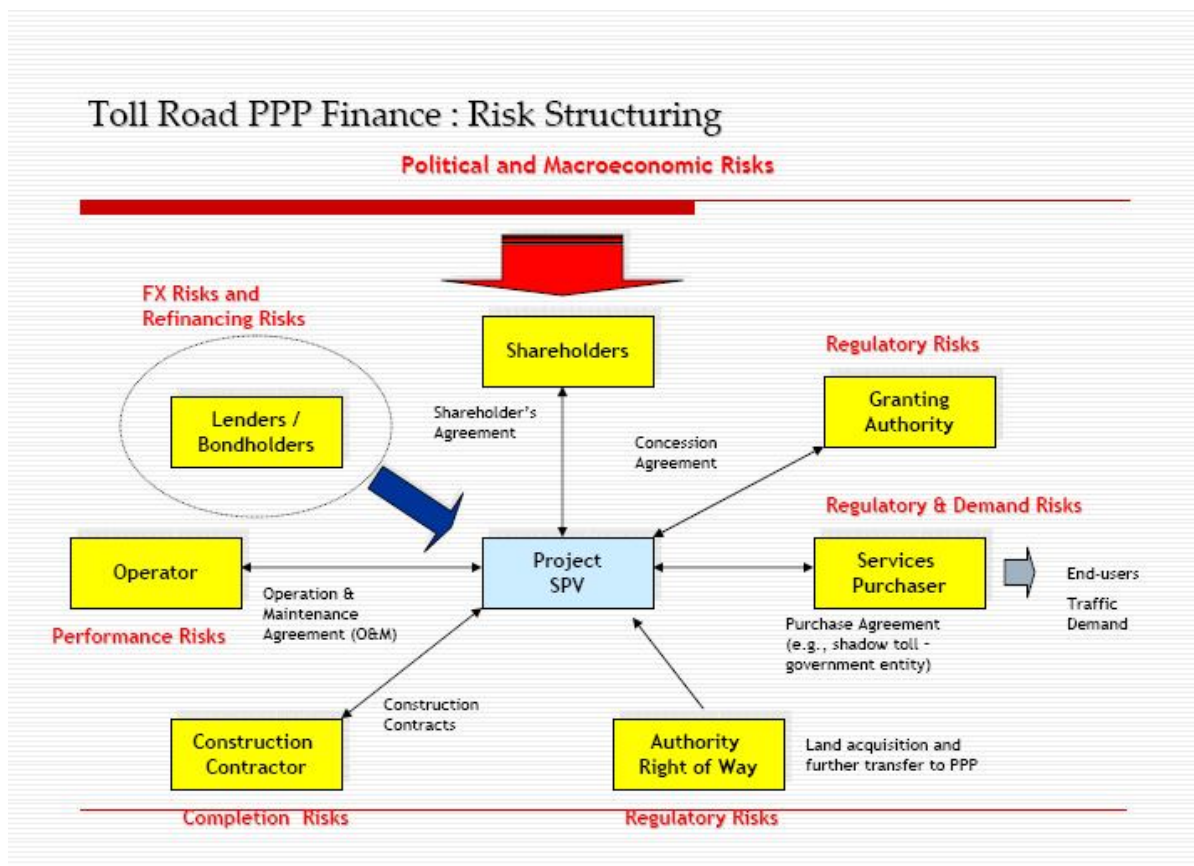 Toll Road PPP Finance : Risk Structuring
Political and Macroeconomic Risks
FX Risks and
Refinancing Risks
Lenders /
Bondholders
Shareholders
Shareholder's
Agreement
Regulatory Risks
Granting
Authority
Concession
Agreement
Regulatory & Demand Risks
Operator
Project
SPV
Services
Purchaser
End-users
Traffic
Demand
Operation &
Maintenance
Agreement (O&M)
Performance Risks
Purchase Agreement
(e.g., shadow toll –
government entity)
Construction
Contracts
Construction
Contractor
Authority
Right of Way
Land acquisition and
further transfer to PPP
Completion Risks
Regulatory Risks